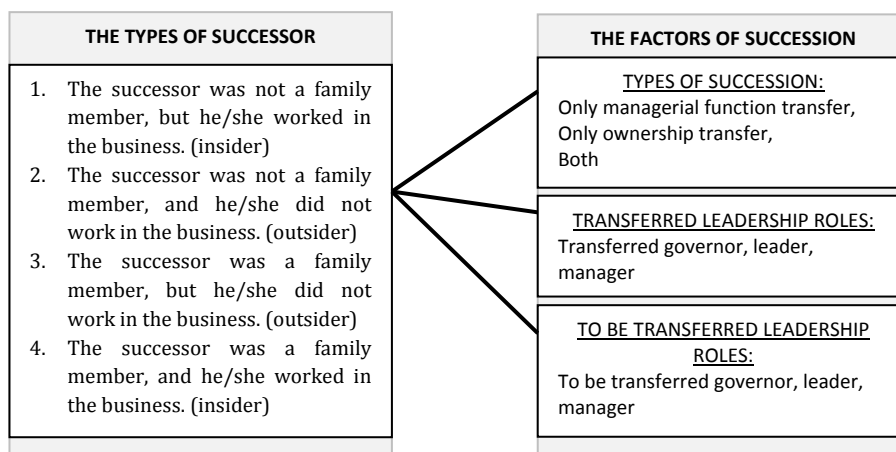 THE TYPES OF SUCCESSOR
1. The successor was not a family
member, but he/she worked in
the business. (insider)
2. The successor was not a family
member, and he/she did not
work in the business. (outsider)
3. The successor was a family
member, but he/she did not
work in the business. (outsider)
4. The successor was a family
member, and he/she worked in
the business. (insider)
THE FACTORS OF SUCCESSION
TYPES OF SUCCESSION:
Only managerial function transfer,
Only ownership transfer,
Both
TRANSFERRED LEADERSHIP ROLES:
Transferred governor, leader,
manager
TO BE TRANSFERRED LEADERSHIP
ROLES:
To be transferred governor, leader,
manager